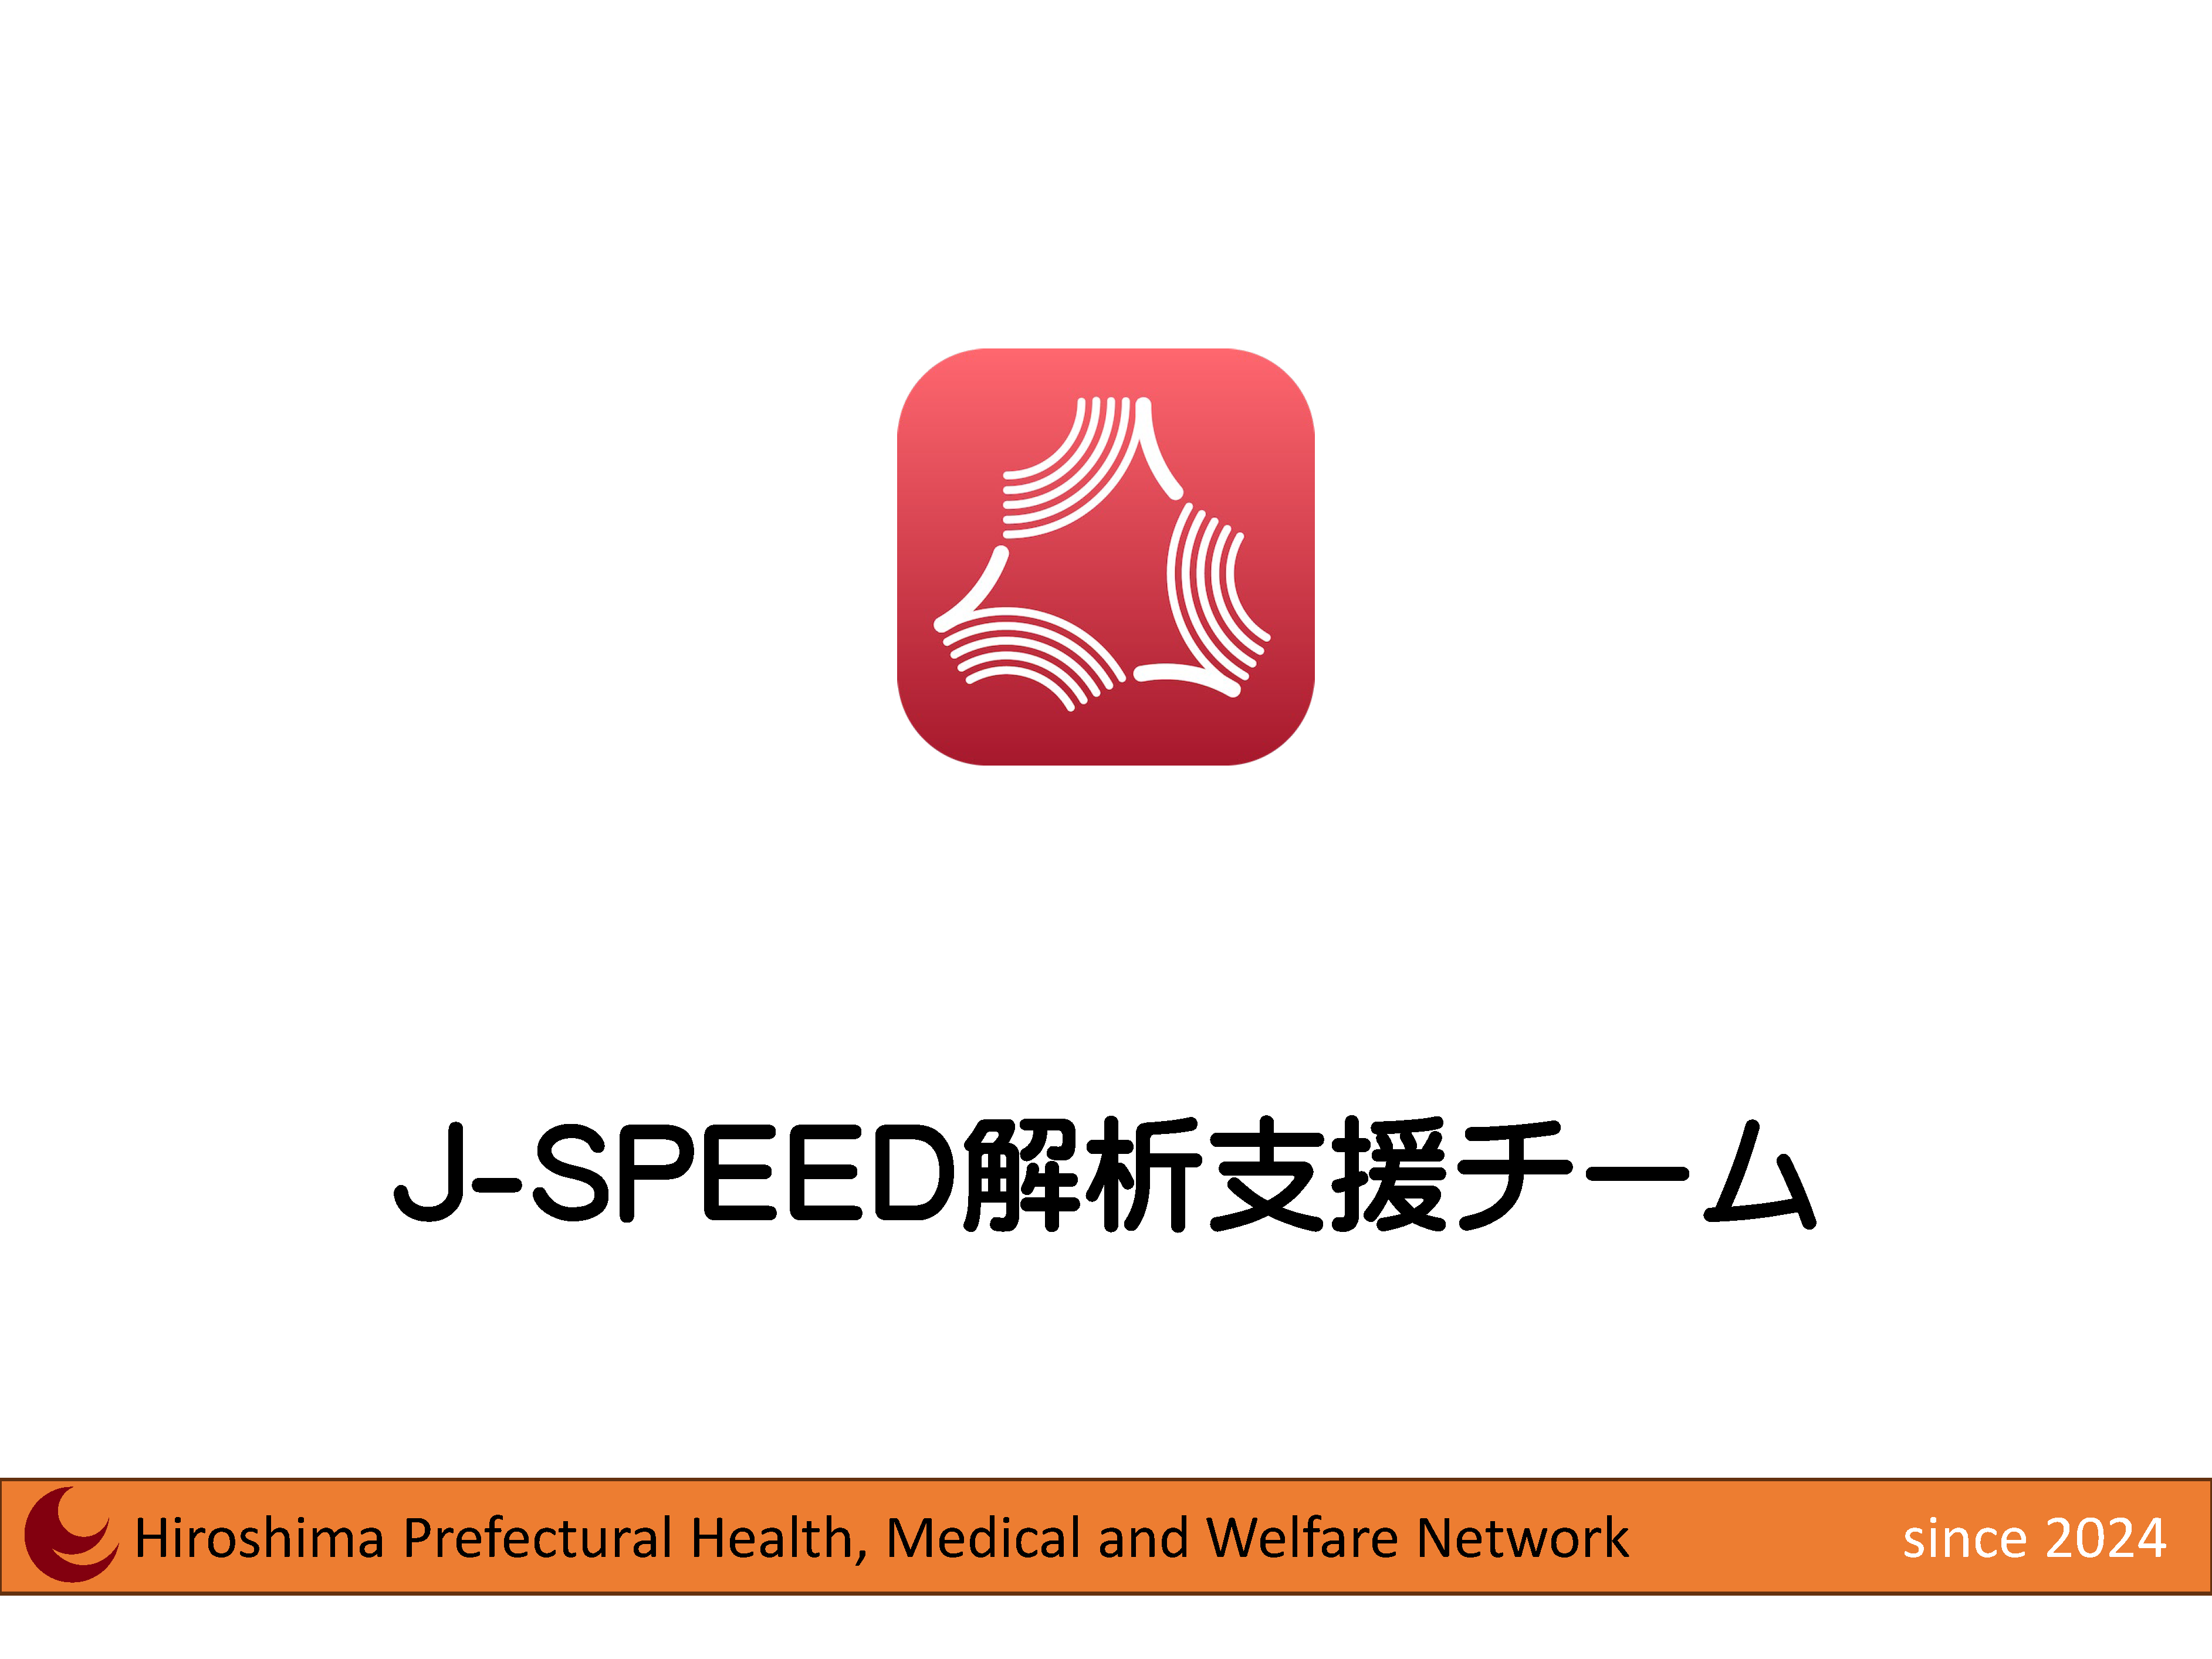 J-SPEED解析支援チーム
Hiroshima Prefectural Health, Medical and Welfare Network since 2024